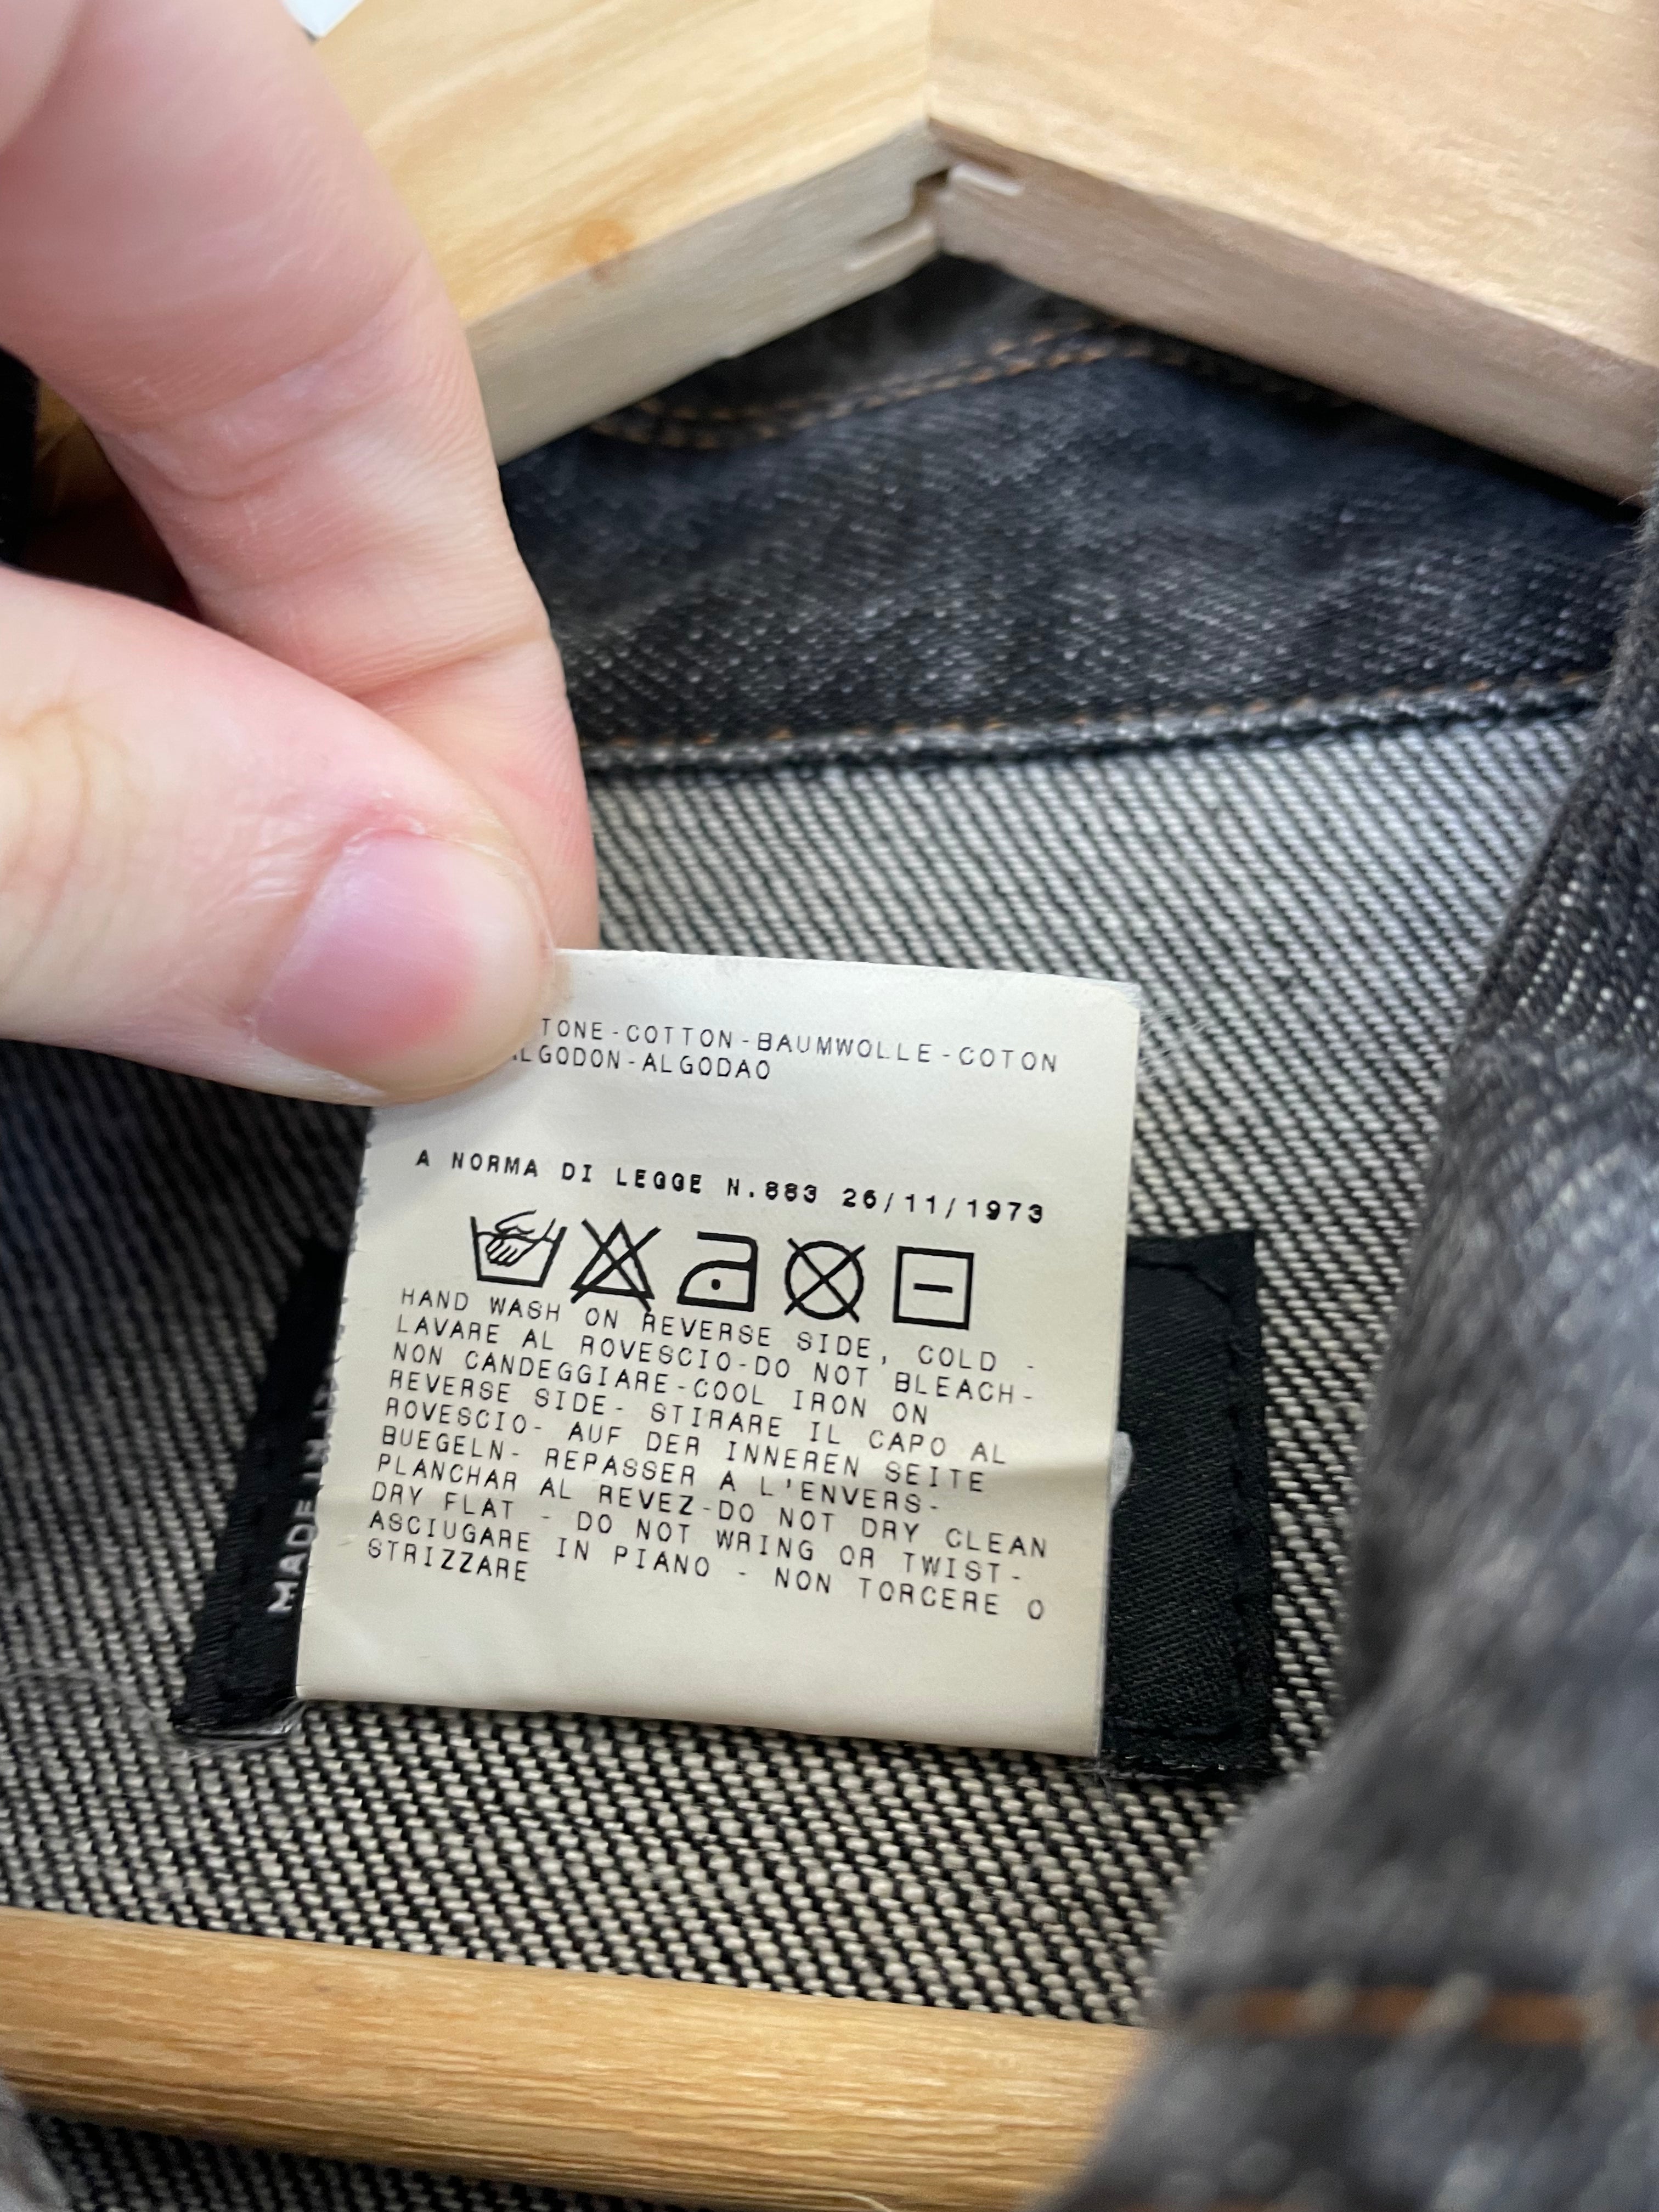 TONE-COTTON-BAUMWOLLE-COTON
LGODON-ALGODAO
A NORMA DI LEGGE N.883 26/11/1973
HAND WASH ON REVERSE SIDE, COLD -
LAVARE AL ROVESCIO-DO NOT BLEACH-
NON CANDEGGIARE-COOL IRON ON
REVERSE SIDE- STIRARE IL CAPO AL
ROVESCIO- AUF DER INNEREN SEITE
BUEGELN- REPASSER A L'ENVERS-
PLANCHAR AL REVEZ-DO NOT DRY CLEAN
DRY FLAT - DO NOT WRING OR TWIST-
ASCIUGARE IN PIANO - NON TORCERE O
STRIZZARE
MADE IN